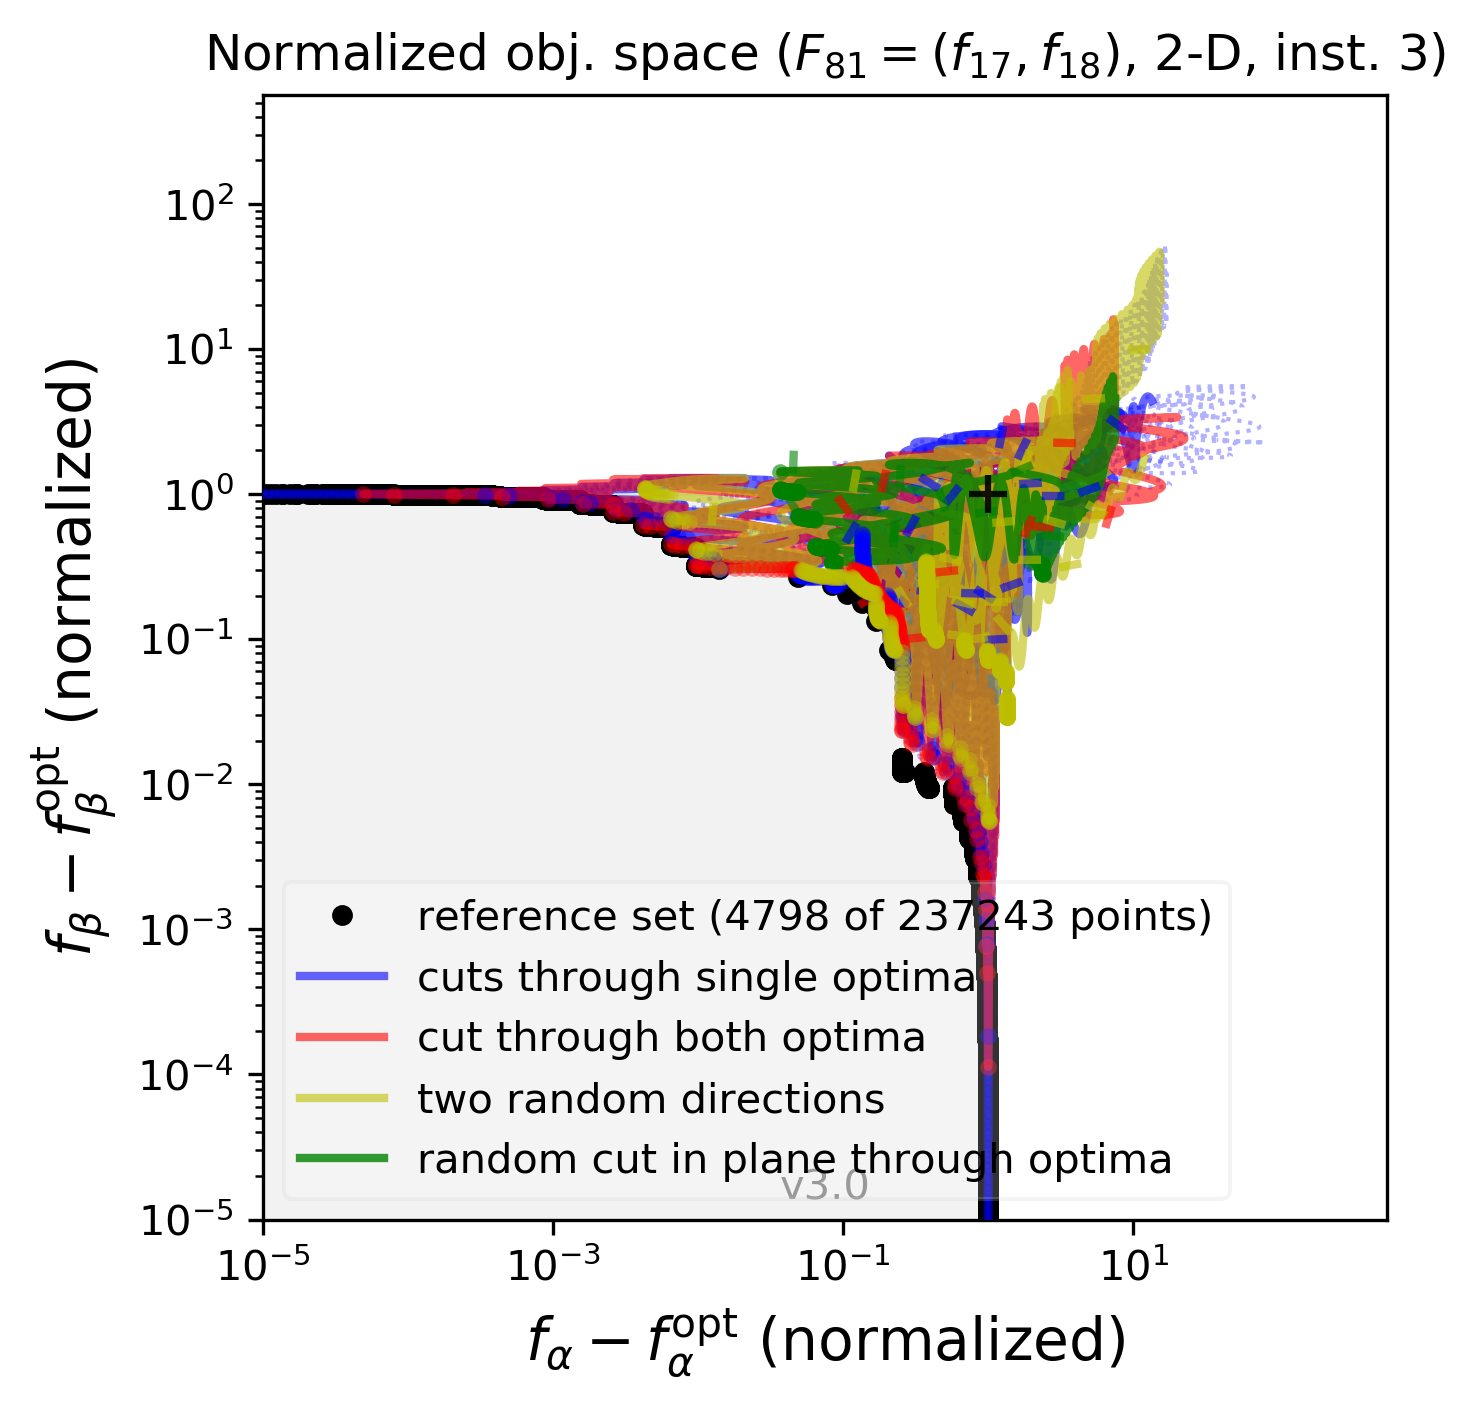 Normalized obj. space (F₈₁ = (f₁₇, f₁₈), 2-D, inst. 3)
f_β − f_β^opt (normalized)
10²
10¹
10⁰
10⁻¹
10⁻²
10⁻³
10⁻⁴
10⁻⁵
reference set (4798 of 237243 points)
cuts through single optima
cut through both optima
two random directions
random cut in plane through optima
v3.0
10⁻⁵ 10⁻³ 10⁻¹ 10¹
f_α − f_α^opt (normalized)